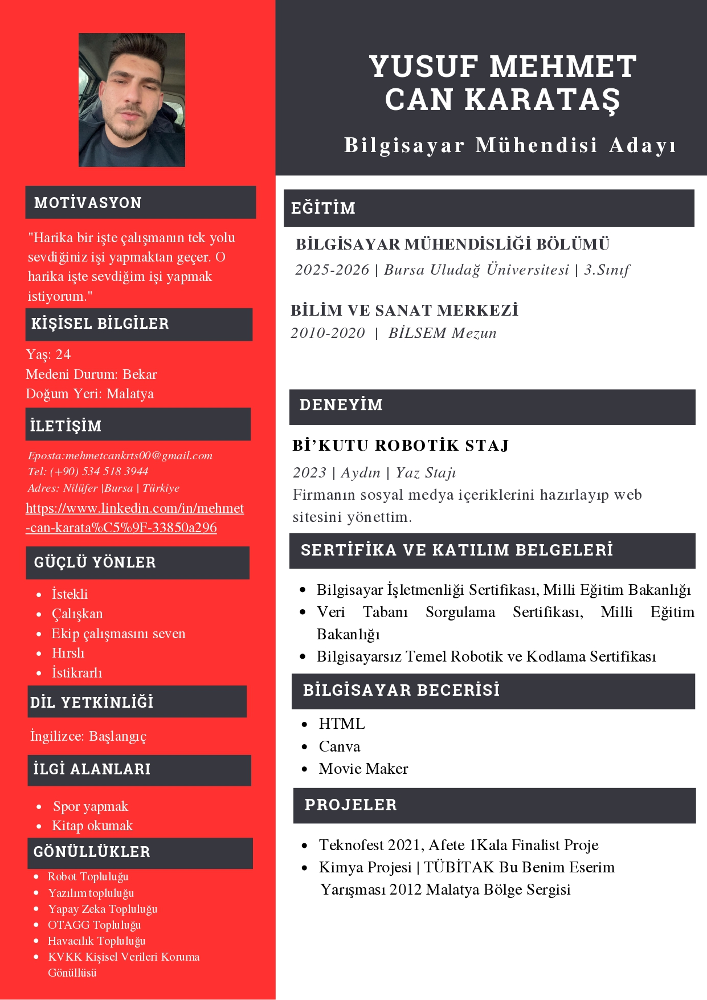 YUSUF MEHMET
CAN KARATAŞ
Bilgisayar Mühendisi Adayı
MOTİVASYON
"Harika bir işte çalışmanın tek yolu
sevdiğiniz işi yapmaktan geçer. O
harika işte sevdiğim işi yapmak
istiyorum."
KİŞİSEL BİLGİLER
Yaş: 24
Medeni Durum: Bekar
Doğum Yeri: Malatya
İLETİŞİM
Eposta:mehmetcankrts00@gmail.com
Tel: (+90) 534 518 3944
Adres: Nilüfer |Bursa | Türkiye
https://www.linkedin.com/in/mehmet
-can-karata%C5%9F-33850a296
GÜÇLÜ YÖNLER
• İstekli
• Çalışkan
• Ekip çalışmasını seven
• Hırslı
• İstikrarlı
DİL YETKİNLİĞİ
İngilizce: Başlangıç
İLGİ ALANLARI
• Spor yapmak
• Kitap okumak
GÖNÜLLÜKLER
• Robot Topluluğu
• Yazılım topluluğu
• Yapay Zeka Topluluğu
• OTAGG Topluluğu
• Havacılık Topluluğu
• KVKK Kişisel Verileri Koruma
Gönüllüsü
EĞİTİM
BİLGİSAYAR MÜHENDİSLİĞİ BÖLÜMÜ
2025-2026 | Bursa Uludağ Üniversitesi | 3.Sınıf
BİLİM VE SANAT MERKEZİ
2010-2020 | BİLSEM Mezun
DENEYİM
Bİ’KUTU ROBOTİK STAJ
2023 | Aydın | Yaz Stajı
Firmanın sosyal medya içeriklerini hazırlayıp web
sitesini yönettim.
SERTİFİKA VE KATILIM BELGELERİ
• Bilgisayar İşletmenliği Sertifikası, Milli Eğitim Bakanlığı
• Veri Tabanı Sorgulama Sertifikası, Milli Eğitim
Bakanlığı
• Bilgisayarsız Temel Robotik ve Kodlama Sertifikası
BİLGİSAYAR BECERİSİ
• HTML
• Canva
• Movie Maker
PROJELER
• Teknofest 2021, Afete 1Kala Finalist Proje
• Kimya Projesi | TÜBİTAK Bu Benim Eserim
Yarışması 2012 Malatya Bölge Sergisi